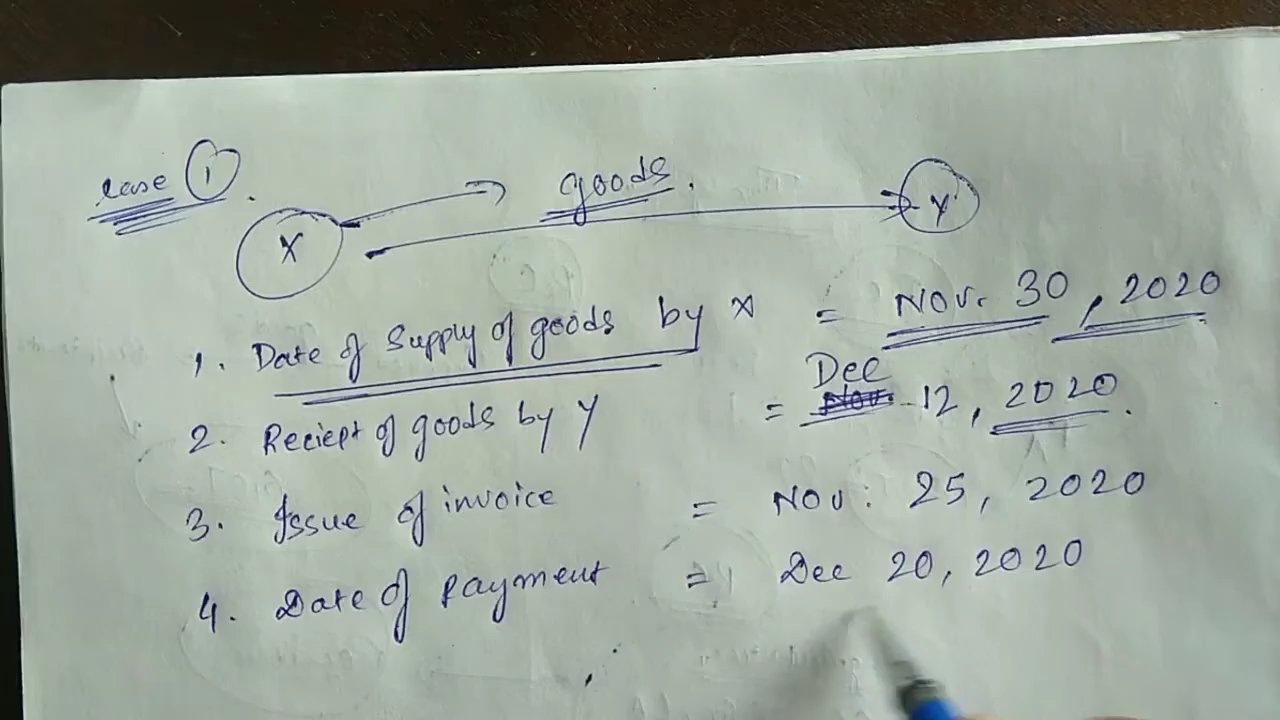 case 1.
goods.
X
Y
1. Date of Supply of goods by X = Nov. 30, 2020
Dec
2. Reciept of goods by Y = Nov. 12, 2020.
3. Issue of invoice = Nov: 25, 2020
4. Date of payment = Dec 20, 2020